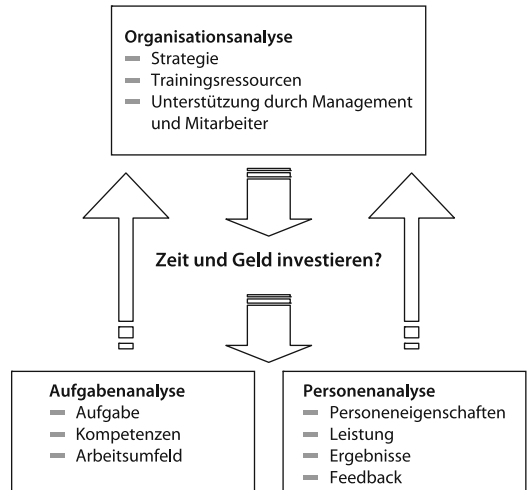 Organisationsanalyse
Strategie
Trainingsressourcen
Unterstützung durch Management
und Mitarbeiter
Zeit und Geld investieren?
Aufgabenanalyse
Aufgabe
Kompetenzen
Arbeitsumfeld
Personenanalyse
Personeneigenschaften
Leistung
Ergebnisse
Feedback